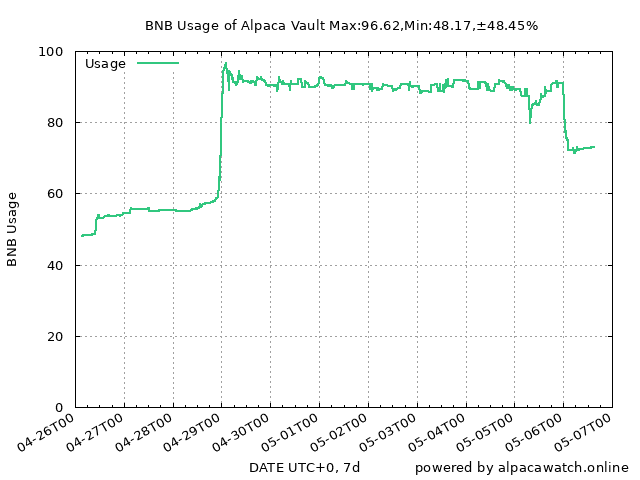 BNB Usage of Alpaca Vault Max:96.62,Min:48.17,±48.45%
Usage
100
80
60
40
20
0
BNB Usage
04-26T00
04-27T00
04-28T00
04-29T00
04-30T00
05-01T00
05-02T00
05-03T00
05-04T00
05-05T00
05-06T00
05-07T00
DATE UTC+0, 7d
powered by alpacawatch.online